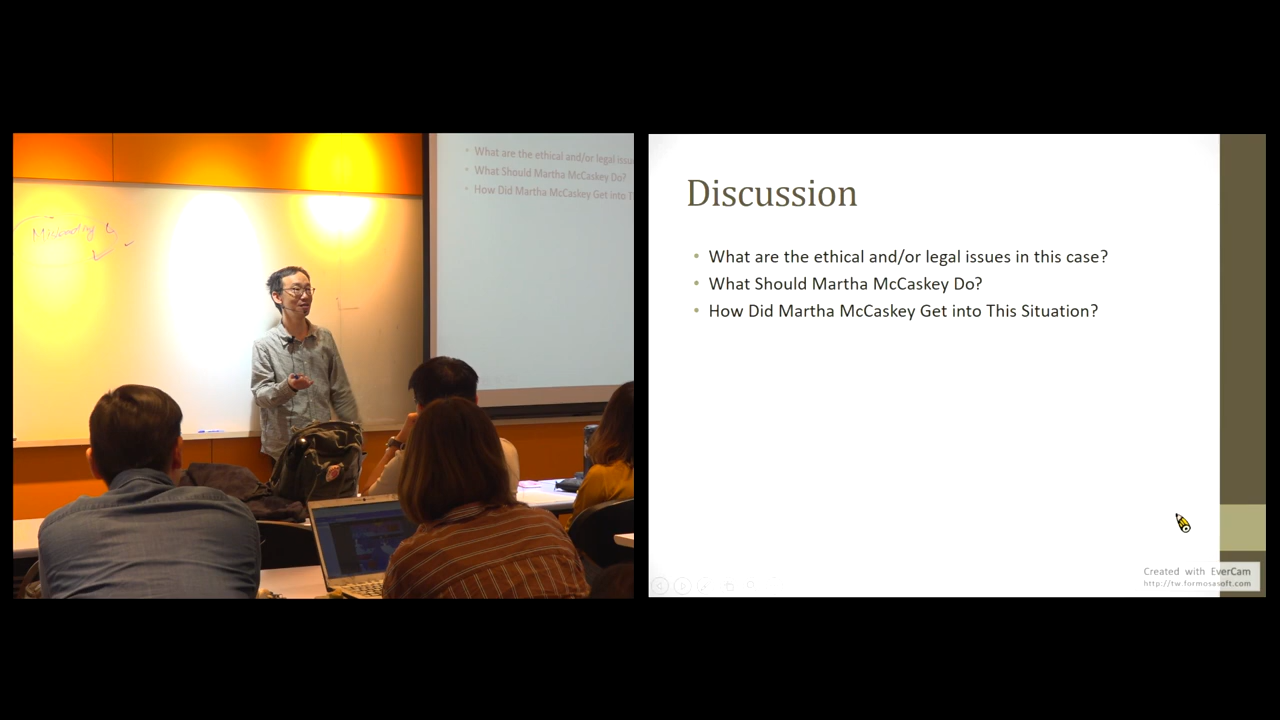 What are the ethical and/or legal issu
What Should Martha McCaskey Do?
How Did Martha McCaskey Get into T
Discussion
• What are the ethical and/or legal issues in this case?
• What Should Martha McCaskey Do?
• How Did Martha McCaskey Get into This Situation?
Created with EverCam
http://tw.formosasoft.com